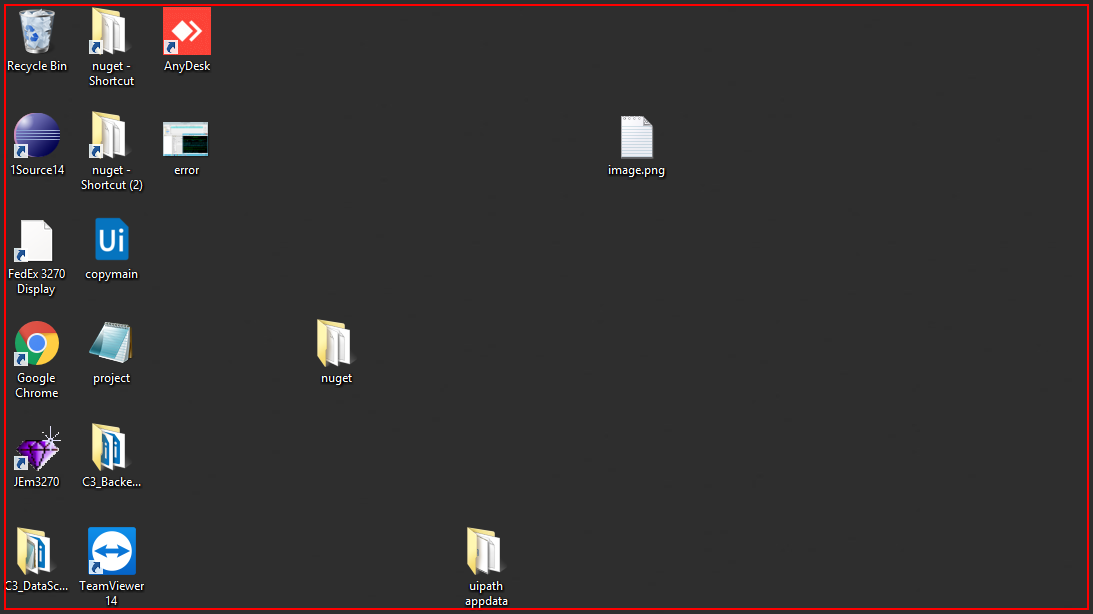 Recycle Bin
nuget -
Shortcut
AnyDesk
1Source14
nuget -
Shortcut (2)
error
image.png
FedEx 3270
Display
Ui
copymain
Google
Chrome
project
nuget
JEm3270
C3_Backe...
C3_DataSc...
TeamViewer
14
uipath
appdata